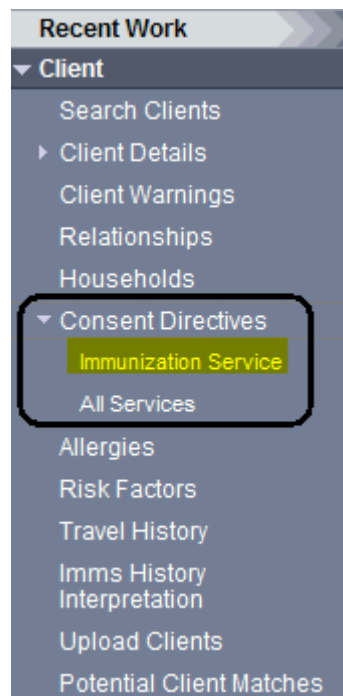 Recent Work
Client
Search Clients
Client Details
Client Warnings
Relationships
Households
Consent Directives
Immunization Service
All Services
Allergies
Risk Factors
Travel History
Imms History
Interpretation
Upload Clients
Potential Client Matches